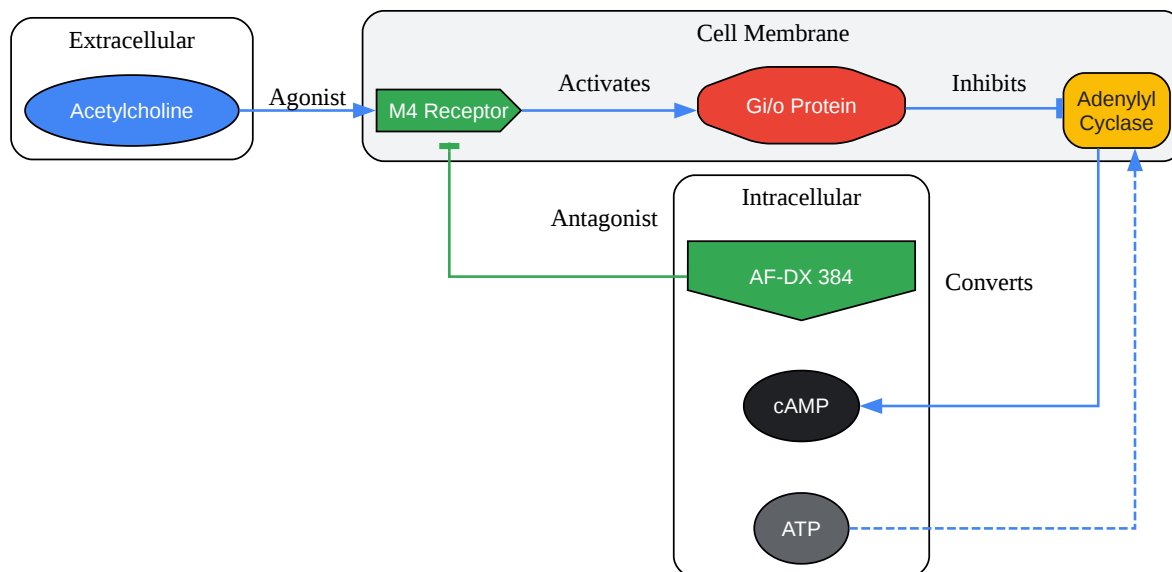 Extracellular
Cell Membrane
Acetylcholine
Agonist
M4 Receptor
Activates
Gi/o Protein
Inhibits
Adenylyl
Cyclase
Intracellular
Antagonist
AF-DX 384
Converts
cAMP
ATP